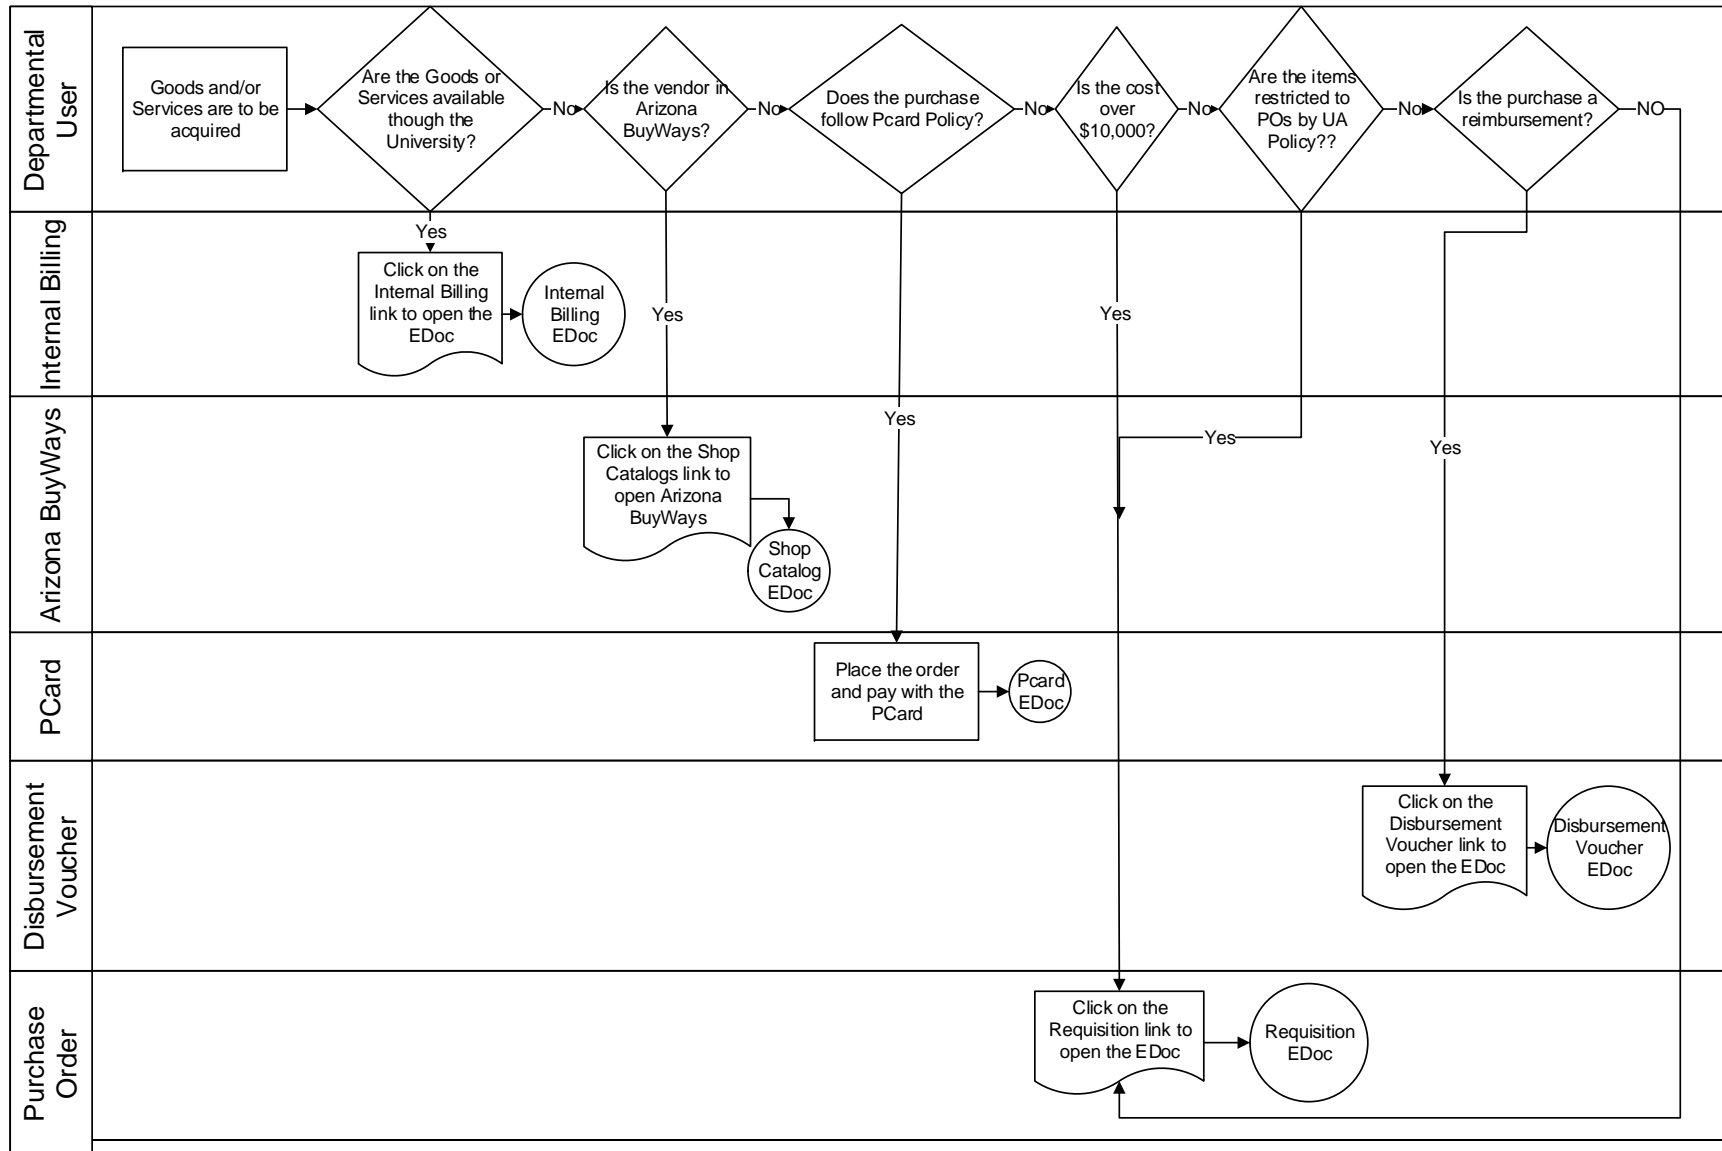 Departmental
User
Goods and/or
Services are to be
acquired
Are the Goods or
Services available
though the
University?
No
Is the vendor in
Arizona
BuyWays?
No
Does the purchase
follow Pcard Policy?
No
Is the cost
over
$10,000?
No
Are the items
restricted to
POs by UA
Policy??
No
Is the purchase a
reimbursement?
NO
Internal Billing
Yes
Click on the
Internal Billing
link to open the
EDoc
Internal
Billing
EDoc
Yes
Yes
Arizona BuyWays
Click on the Shop
Catalogs link to
open Arizona
BuyWays
Shop
Catalog
EDoc
Yes
Yes
Yes
PCard
Place the order
and pay with the
PCard
Pcard
EDoc
Disbursement
Voucher
Click on the
Disbursement
Voucher link to
open the EDoc
Disbursement
Voucher
EDoc
Purchase
Order
Click on the
Requisition link to
open the EDoc
Requisition
EDoc